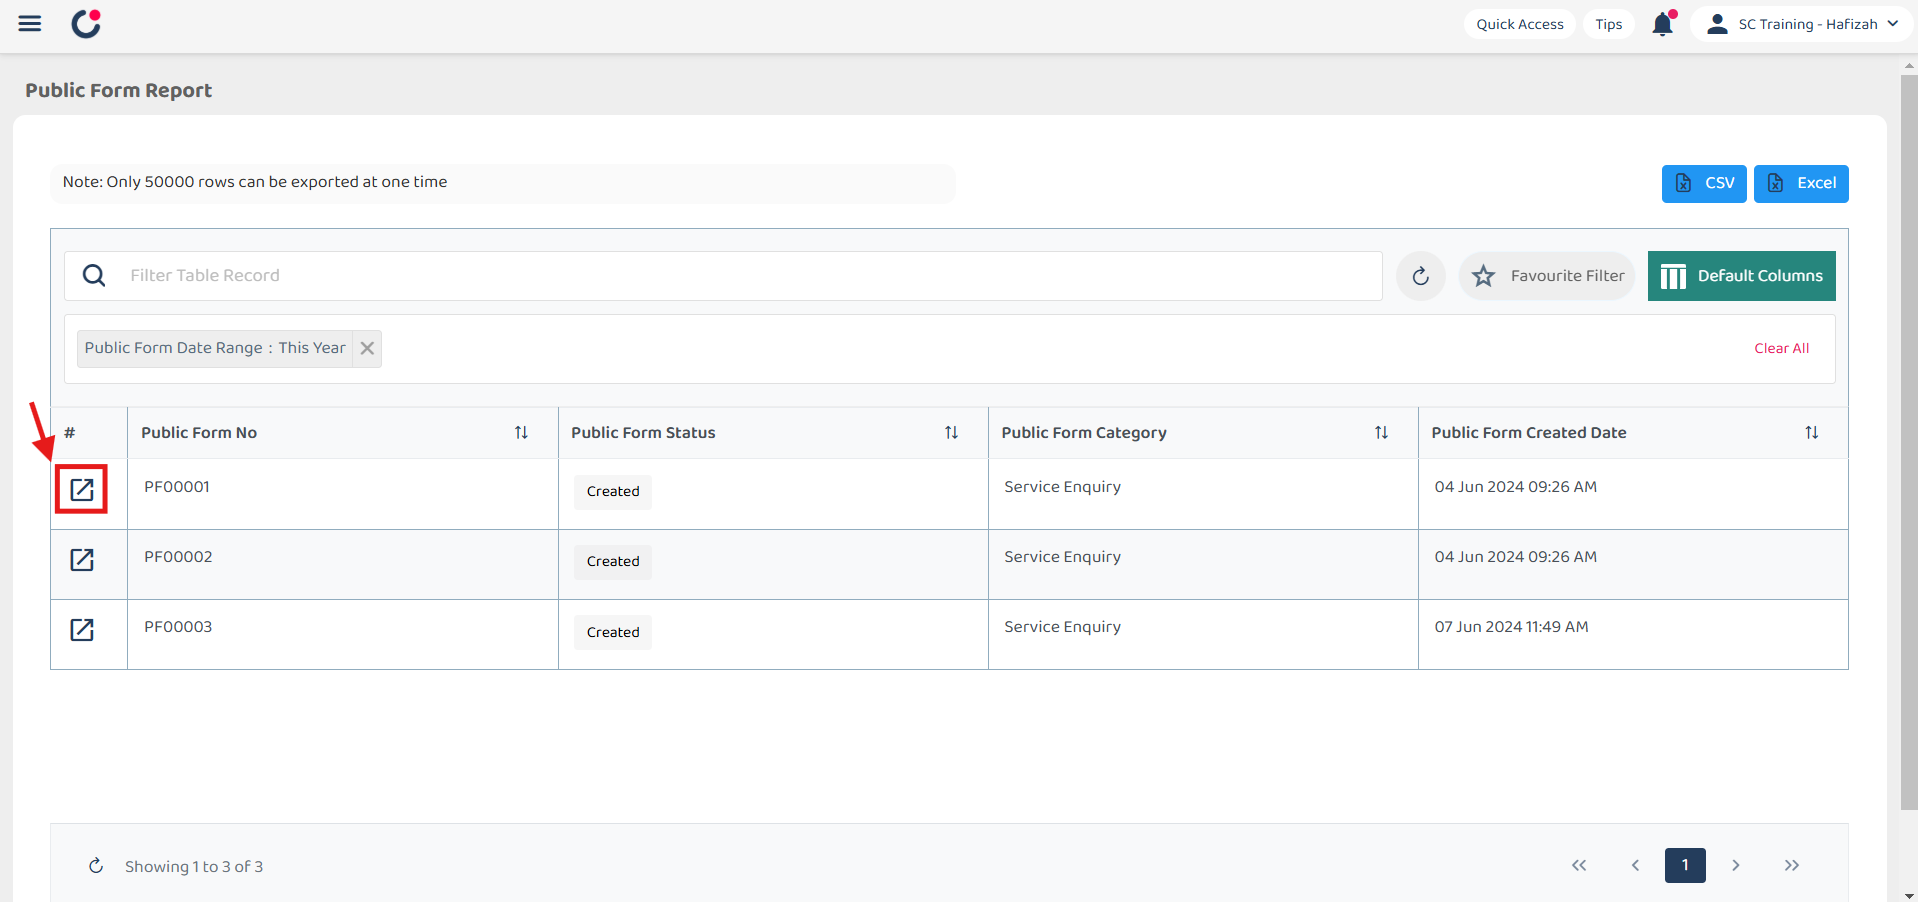 Quick Access
Tips
SC Training - Hafizah
Public Form Report
Note: Only 50000 rows can be exported at one time
CSV
Excel
Filter Table Record
Favourite Filter
Default Columns
Public Form Date Range : This Year
Clear All
# Public Form No Public Form Status Public Form Category Public Form Created Date
PF00001 Created Service Enquiry 04 Jun 2024 09:26 AM
PF00002 Created Service Enquiry 04 Jun 2024 09:26 AM
PF00003 Created Service Enquiry 07 Jun 2024 11:49 AM
Showing 1 to 3 of 3
1